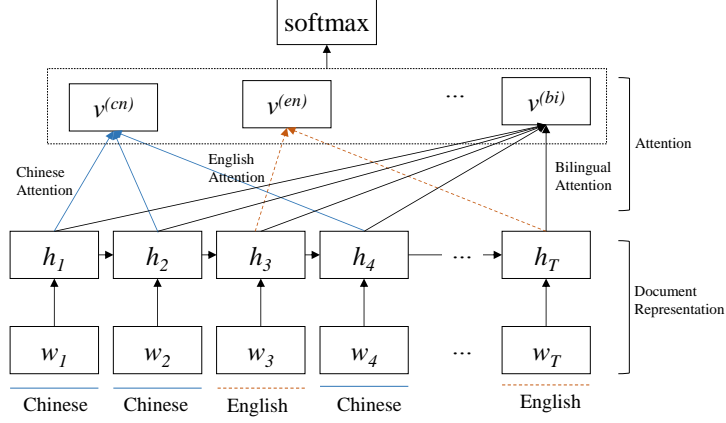 softmax
v(cn) v(en) ... v(bi)
Chinese
Attention
English
Attention
Bilingual
Attention
Attention
h1 h2 h3 h4 ... hT
Document
Representation
w1 w2 w3 w4 ... wT
Chinese Chinese English Chinese English